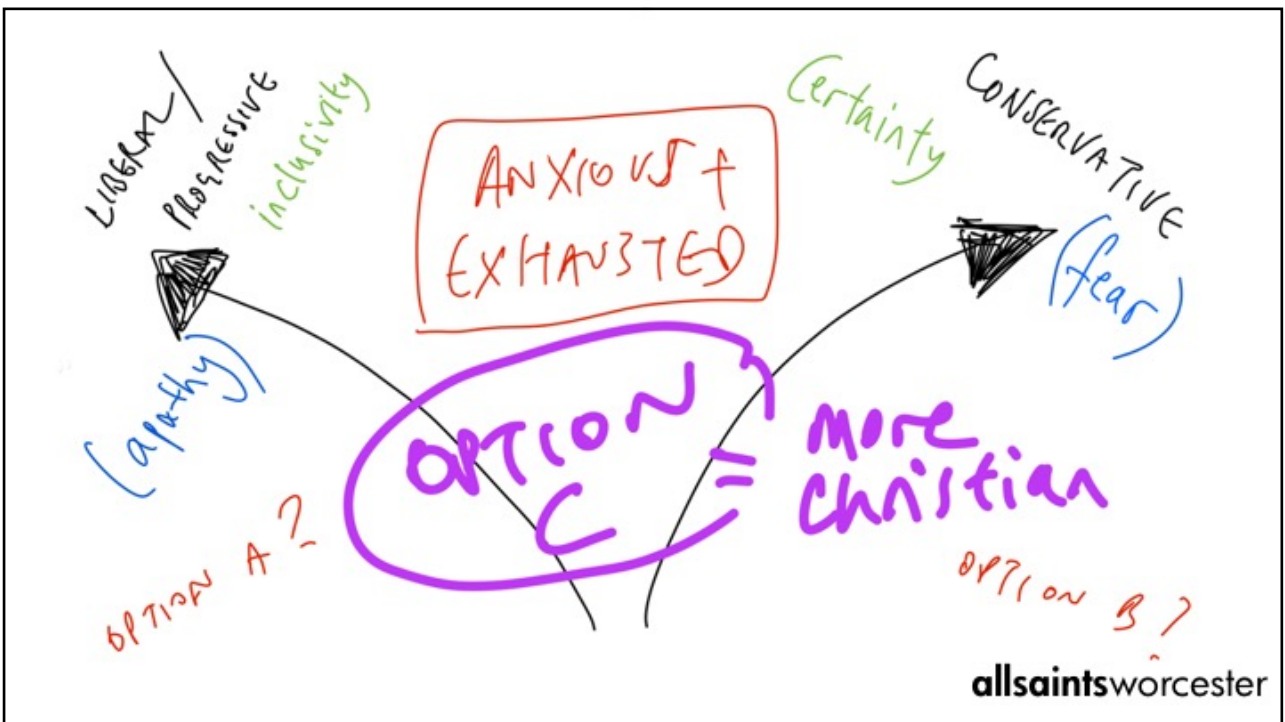 LIBERAL/
PROGRESSIVE
inclusivity
(apathy)
OPTION A?
ANXIOUS +
EXHAUSTED
OPTION
C
= more
christian
Certainty
CONSERVATIVE
(fear)
OPTION B?
allsaintsworcester